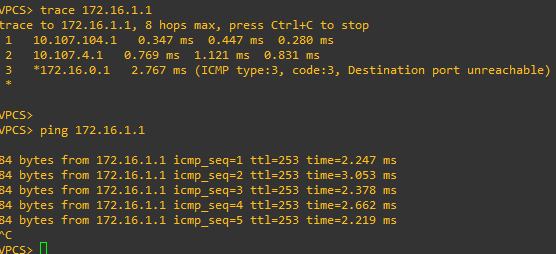 VPCS> trace 172.16.1.1
trace to 172.16.1.1, 8 hops max, press Ctrl+C to stop
1 10.107.104.1 0.347 ms 0.447 ms 0.280 ms
2 10.107.4.1 0.769 ms 1.121 ms 0.831 ms
3 *172.16.0.1 2.767 ms (ICMP type:3, code:3, Destination port unreachable)
*
VPCS>
VPCS> ping 172.16.1.1
84 bytes from 172.16.1.1 icmp_seq=1 ttl=253 time=2.247 ms
84 bytes from 172.16.1.1 icmp_seq=2 ttl=253 time=3.053 ms
84 bytes from 172.16.1.1 icmp_seq=3 ttl=253 time=2.378 ms
84 bytes from 172.16.1.1 icmp_seq=4 ttl=253 time=2.662 ms
84 bytes from 172.16.1.1 icmp_seq=5 ttl=253 time=2.219 ms
^C
VPCS>